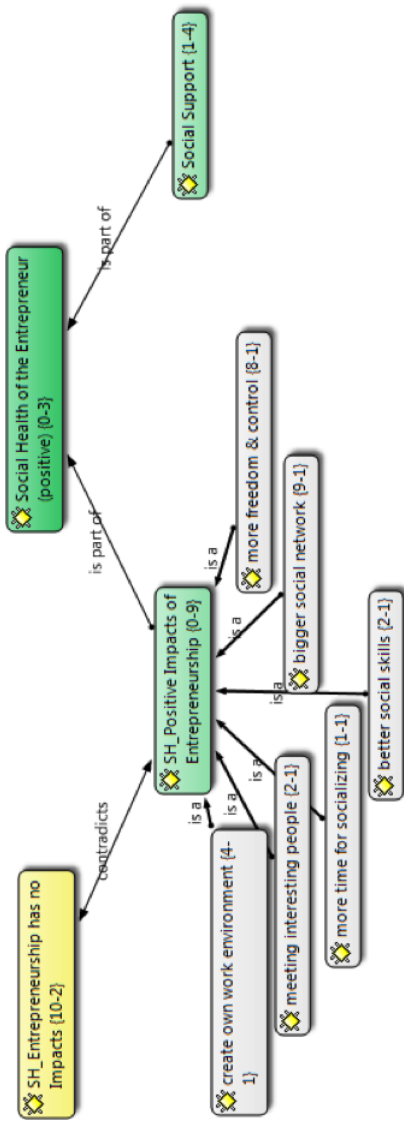 SH_Entrepreneurship has no
Impacts {10-2}
Social Health of the Entrepreneur
(positive) {0-3}
contradicts
is part of
is part of
SH_Positive Impacts of
Entrepreneurship {0-9}
Social Support {1-4}
is a
is a
is a
is a
is a
is a
create own work environment {4-
1}
meeting interesting people {2-1}
more time for socializing {1-1}
better social skills {2-1}
bigger social network {9-1}
more freedom & control {8-1}